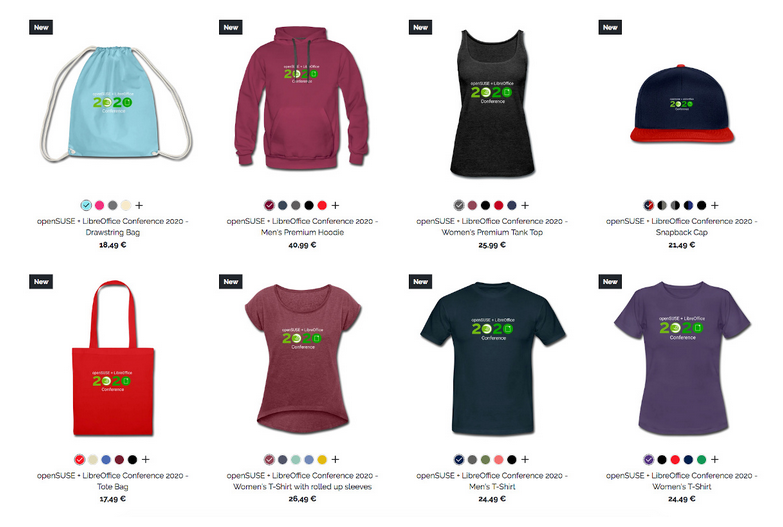 New
openSUSE + LibreOffice
2020
Conference
openSUSE + LibreOffice Conference 2020 -
Drawstring Bag
18,49 €
New
openSUSE + LibreOffice
2020
Conference
openSUSE + LibreOffice Conference 2020 -
Men's Premium Hoodie
40,99 €
New
openSUSE + LibreOffice
2020
Conference
openSUSE + LibreOffice Conference 2020 -
Women's Premium Tank Top
25,99 €
New
openSUSE + LibreOffice
2020
Conference
openSUSE + LibreOffice Conference 2020 -
Snapback Cap
21,49 €
New
openSUSE + LibreOffice
2020
Conference
openSUSE + LibreOffice Conference 2020 -
Tote Bag
17,49 €
New
openSUSE + LibreOffice
2020
Conference
openSUSE + LibreOffice Conference 2020 -
Women's T-Shirt with rolled up sleeves
26,49 €
New
openSUSE + LibreOffice
2020
Conference
openSUSE + LibreOffice Conference 2020 -
Men's T-Shirt
24,49 €
New
openSUSE + LibreOffice
2020
Conference
openSUSE + LibreOffice Conference 2020 -
Women's T-Shirt
24,49 €